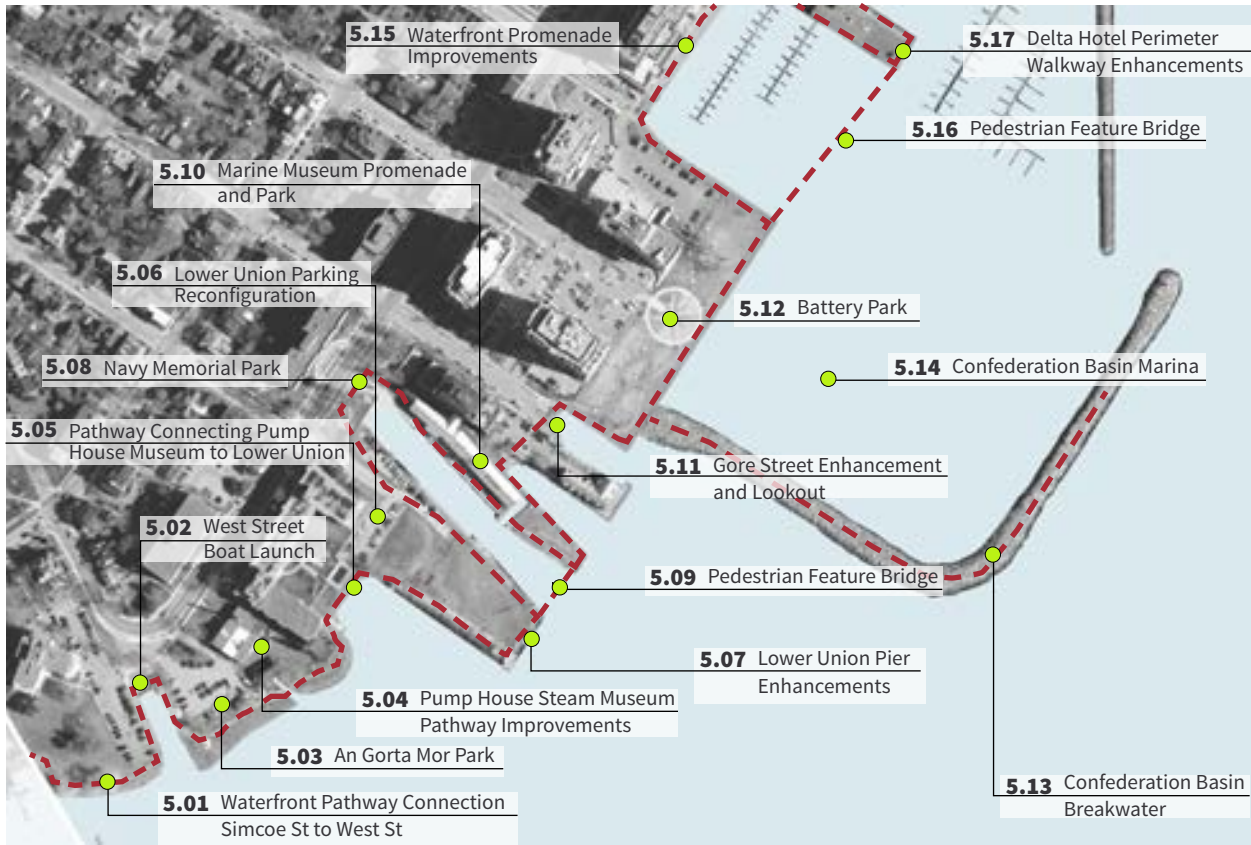 5.15 Waterfront Promenade
Improvements
5.17 Delta Hotel Perimeter
Walkway Enhancements
5.16 Pedestrian Feature Bridge
5.10 Marine Museum Promenade
and Park
5.06 Lower Union Parking
Reconfiguration
5.12 Battery Park
5.08 Navy Memorial Park
5.14 Confederation Basin Marina
5.05 Pathway Connecting Pump
House Museum to Lower Union
5.11 Gore Street Enhancement
and Lookout
5.02 West Street
Boat Launch
5.09 Pedestrian Feature Bridge
5.07 Lower Union Pier
Enhancements
5.04 Pump House Steam Museum
Pathway Improvements
5.03 An Gorta Mor Park
5.13 Confederation Basin
Breakwater
5.01 Waterfront Pathway Connection
Simcoe St to West St